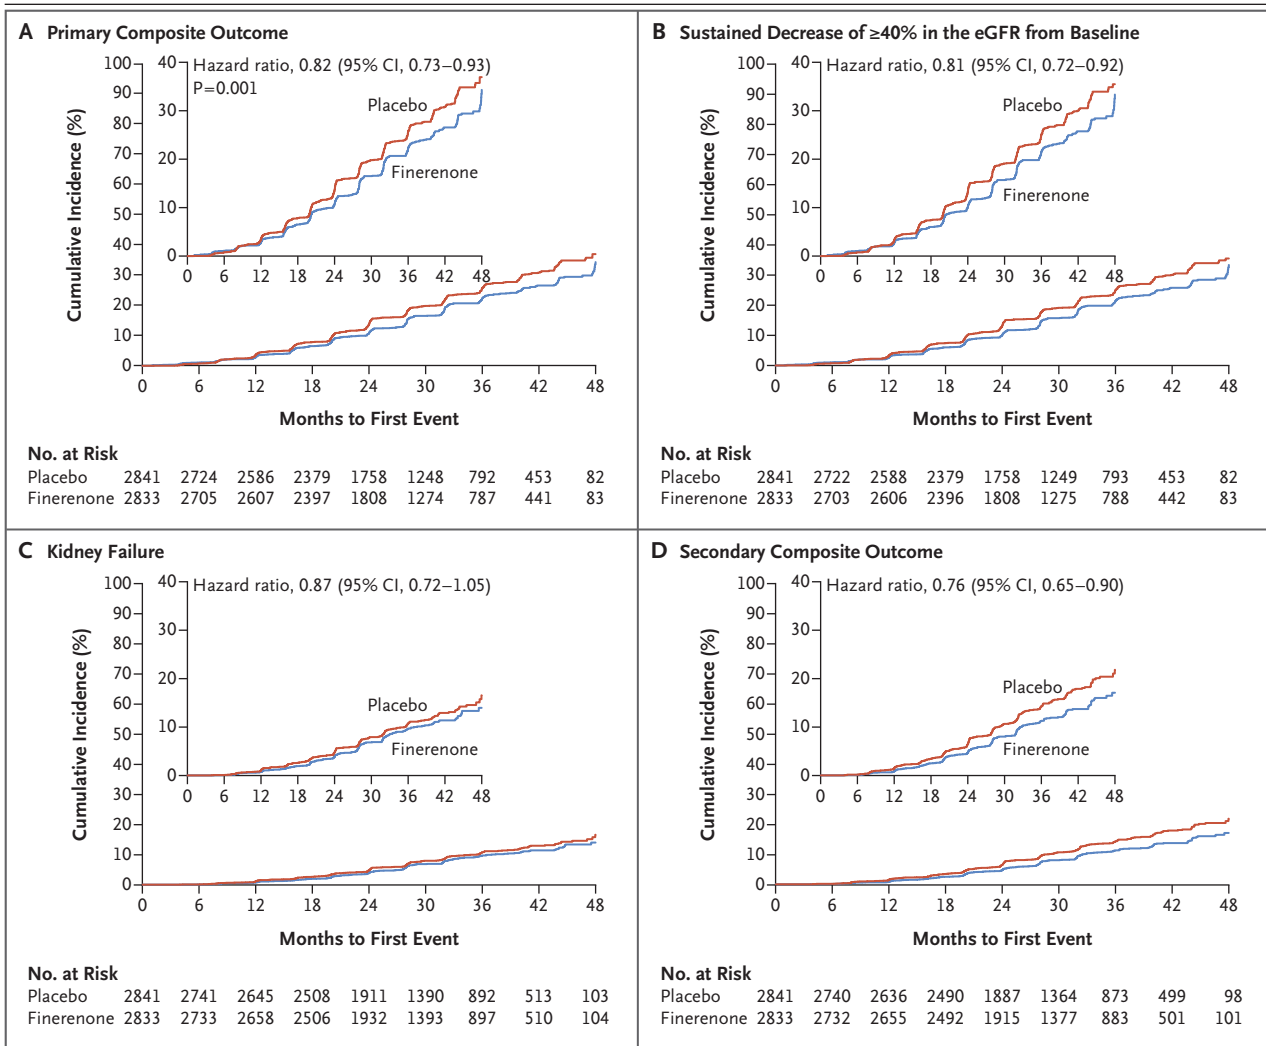 A Primary Composite Outcome
Cumulative Incidence (%)
100
90
80
70
60
50
40
30
20
10
0
40
30
20
10
0
Hazard ratio, 0.82 (95% CI, 0.73–0.93)
P=0.001
Placebo
Finerenone
0 6 12 18 24 30 36 42 48
0 6 12 18 24 30 36 42 48
Months to First Event
No. at Risk
Placebo 2841 2724 2586 2379 1758 1248 792 453 82
Finerenone 2833 2705 2607 2397 1808 1274 787 441 83
B Sustained Decrease of ≥40% in the eGFR from Baseline
Cumulative Incidence (%)
100
90
80
70
60
50
40
30
20
10
0
40
30
20
10
0
Hazard ratio, 0.81 (95% CI, 0.72–0.92)
Placebo
Finerenone
0 6 12 18 24 30 36 42 48
0 6 12 18 24 30 36 42 48
Months to First Event
No. at Risk
Placebo 2841 2722 2588 2379 1758 1249 793 453 82
Finerenone 2833 2703 2606 2396 1808 1275 788 442 83
C Kidney Failure
Cumulative Incidence (%)
100
90
80
70
60
50
40
30
20
10
0
40
30
20
10
0
Hazard ratio, 0.87 (95% CI, 0.72–1.05)
Placebo
Finerenone
0 6 12 18 24 30 36 42 48
0 6 12 18 24 30 36 42 48
Months to First Event
No. at Risk
Placebo 2841 2741 2645 2508 1911 1390 892 513 103
Finerenone 2833 2733 2658 2506 1932 1393 897 510 104
D Secondary Composite Outcome
Cumulative Incidence (%)
100
90
80
70
60
50
40
30
20
10
0
40
30
20
10
0
Hazard ratio, 0.76 (95% CI, 0.65–0.90)
Placebo
Finerenone
0 6 12 18 24 30 36 42 48
0 6 12 18 24 30 36 42 48
Months to First Event
No. at Risk
Placebo 2841 2740 2636 2490 1887 1364 873 499 98
Finerenone 2833 2732 2655 2492 1915 1377 883 501 101